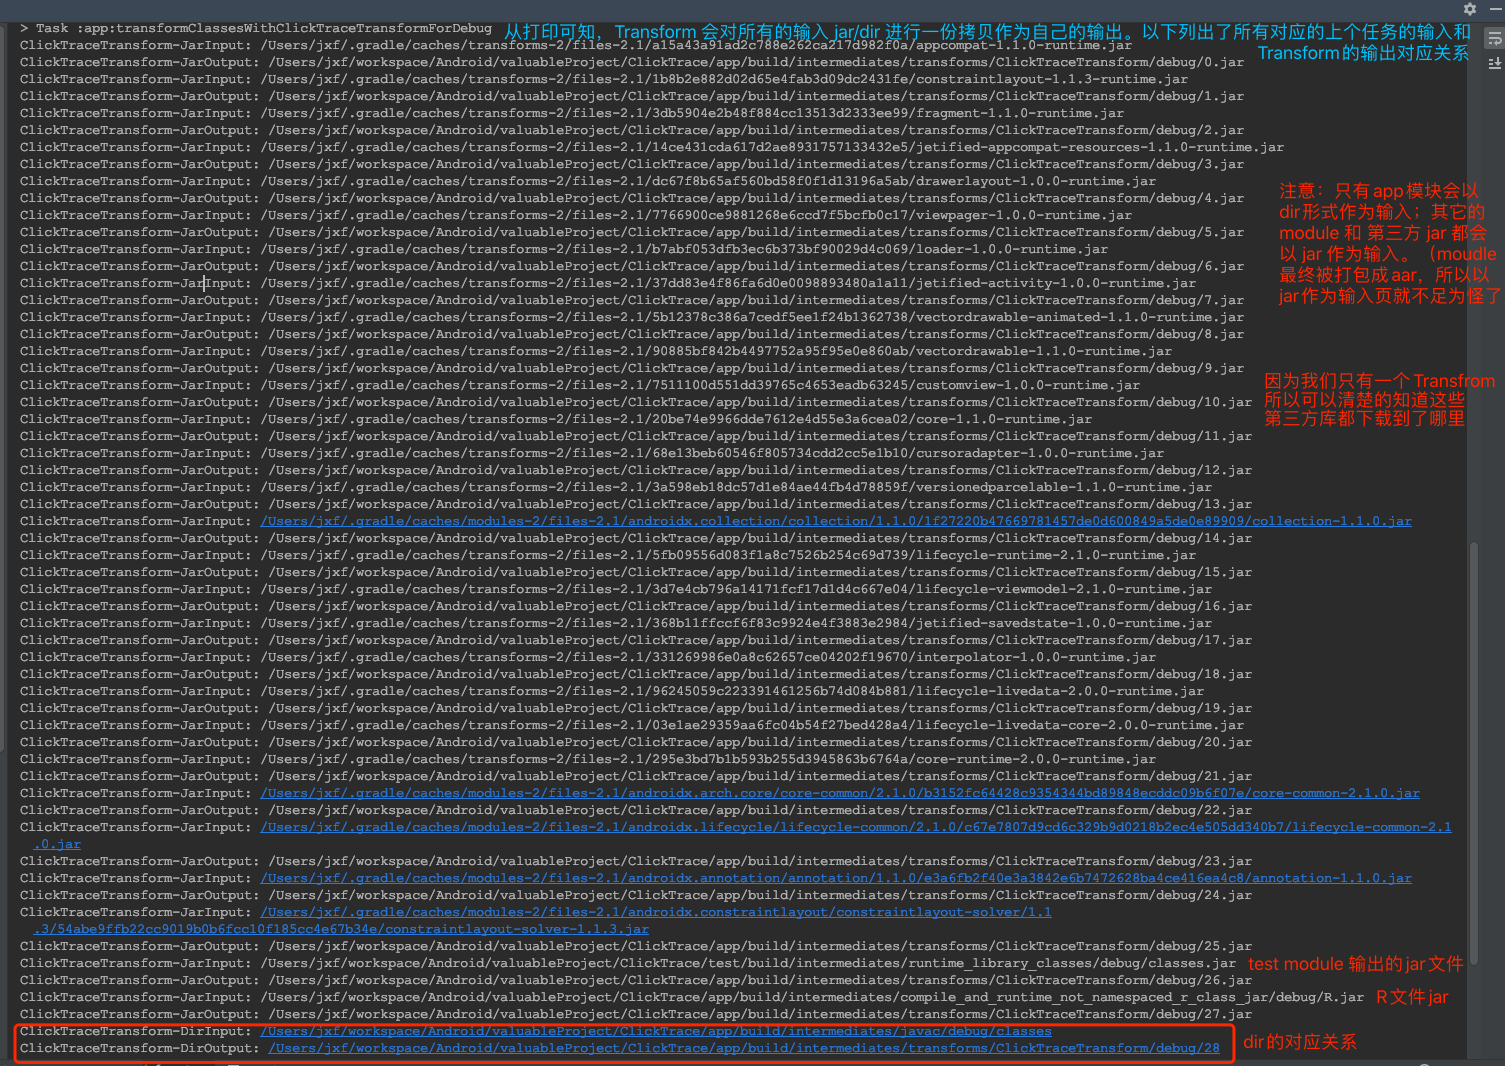 > Task :app:transformClassesWithClickTraceTransformForDebug
从打印可知，Transform 会对所有的输入 jar/dir 进行一份拷贝作为自己的输出。以下列出了所有对应的上个任务的输入和
Transform的输出对应关系
ClickTraceTransform-JarInput: /Users/jxf/.gradle/caches/transforms-2/files-2.1/a15a43a91ad2c788e262ca217d982f0a/appcompat-1.1.0-runtime.jar
ClickTraceTransform-JarOutput: /Users/jxf/workspace/Android/valuableProject/ClickTrace/app/build/intermediates/transforms/ClickTraceTransform/debug/0.jar
ClickTraceTransform-JarInput: /Users/jxf/.gradle/caches/transforms-2/files-2.1/1b8b2e882d02d65e4fab3d09dc2431fe/constraintlayout-1.1.3-runtime.jar
ClickTraceTransform-JarOutput: /Users/jxf/workspace/Android/valuableProject/ClickTrace/app/build/intermediates/transforms/ClickTraceTransform/debug/1.jar
ClickTraceTransform-JarInput: /Users/jxf/.gradle/caches/transforms-2/files-2.1/3db5904e2b48f884cc13513d2333ee99/fragment-1.1.0-runtime.jar
ClickTraceTransform-JarOutput: /Users/jxf/workspace/Android/valuableProject/ClickTrace/app/build/intermediates/transforms/ClickTraceTransform/debug/2.jar
ClickTraceTransform-JarInput: /Users/jxf/.gradle/caches/transforms-2/files-2.1/14ce431cda617d2ae8931757133432e5/jetified-appcompat-resources-1.1.0-runtime.jar
ClickTraceTransform-JarOutput: /Users/jxf/workspace/Android/valuableProject/ClickTrace/app/build/intermediates/transforms/ClickTraceTransform/debug/3.jar
ClickTraceTransform-JarInput: /Users/jxf/.gradle/caches/transforms-2/files-2.1/dc67f8b65af560bd58f0f1d13196a5ab/drawerlayout-1.0.0-runtime.jar
ClickTraceTransform-JarOutput: /Users/jxf/workspace/Android/valuableProject/ClickTrace/app/build/intermediates/transforms/ClickTraceTransform/debug/4.jar
ClickTraceTransform-JarInput: /Users/jxf/.gradle/caches/transforms-2/files-2.1/7766900ce9881268e6ccd7f5bcfb0c17/viewpager-1.0.0-runtime.jar
ClickTraceTransform-JarOutput: /Users/jxf/workspace/Android/valuableProject/ClickTrace/app/build/intermediates/transforms/ClickTraceTransform/debug/5.jar
ClickTraceTransform-JarInput: /Users/jxf/.gradle/caches/transforms-2/files-2.1/b7abf053dfb3ecb5b373bf90029d4c069/loader-1.0.0-runtime.jar
ClickTraceTransform-JarOutput: /Users/jxf/workspace/Android/valuableProject/ClickTrace/app/build/intermediates/transforms/ClickTraceTransform/debug/6.jar
ClickTraceTransform-JarInput: /Users/jxf/.gradle/caches/transforms-2/files-2.1/37dd83e4f86fa6d0e0098893480a1a11/jetified-activity-1.0.0-runtime.jar
ClickTraceTransform-JarOutput: /Users/jxf/workspace/Android/valuableProject/ClickTrace/app/build/intermediates/transforms/ClickTraceTransform/debug/7.jar
注意：只有app模块会以
dir形式作为输入；其它的
module 和 第三方 jar 都会
以 jar 作为输入。（moudle
最终被打包成aar，所以以
jar作为输入页就不足为怪了
ClickTraceTransform-JarInput: /Users/jxf/.gradle/caches/transforms-2/files-2.1/5b12378c386a7cedf5ee1f24b1362738/vectordrawable-animated-1.1.0-runtime.jar
ClickTraceTransform-JarOutput: /Users/jxf/workspace/Android/valuableProject/ClickTrace/app/build/intermediates/transforms/ClickTraceTransform/debug/8.jar
ClickTraceTransform-JarInput: /Users/jxf/.gradle/caches/transforms-2/files-2.1/90885bf842b4497752a95f95e0e860ab/vectordrawable-1.1.0-runtime.jar
ClickTraceTransform-JarOutput: /Users/jxf/workspace/Android/valuableProject/ClickTrace/app/build/intermediates/transforms/ClickTraceTransform/debug/9.jar
ClickTraceTransform-JarInput: /Users/jxf/.gradle/caches/transforms-2/files-2.1/7511100d551dd39765c4653eadb63245/customview-1.0.0-runtime.jar
ClickTraceTransform-JarOutput: /Users/jxf/workspace/Android/valuableProject/ClickTrace/app/build/intermediates/transforms/ClickTraceTransform/debug/10.jar
ClickTraceTransform-JarInput: /Users/jxf/.gradle/caches/transforms-2/files-2.1/20be74e996dde7612e4d55e3a6cea02/core-1.1.0-runtime.jar
ClickTraceTransform-JarOutput: /Users/jxf/workspace/Android/valuableProject/ClickTrace/app/build/intermediates/transforms/ClickTraceTransform/debug/11.jar
因为我们只有一个 Transfrom
所以可以清楚的知道这些
第三方库都下载到了哪里
ClickTraceTransform-JarInput: /Users/jxf/.gradle/caches/transforms-2/files-2.1/68e13beb60546f805734cdd2cc5e1b10/cursoradapter-1.0.0-runtime.jar
ClickTraceTransform-JarOutput: /Users/jxf/workspace/Android/valuableProject/ClickTrace/app/build/intermediates/transforms/ClickTraceTransform/debug/12.jar
ClickTraceTransform-JarInput: /Users/jxf/.gradle/caches/transforms-2/files-2.1/3a598eb18dc57d1e84ae44fb4d78859f/versionedparcelable-1.1.0-runtime.jar
ClickTraceTransform-JarOutput: /Users/jxf/workspace/Android/valuableProject/ClickTrace/app/build/intermediates/transforms/ClickTraceTransform/debug/13.jar
ClickTraceTransform-JarInput: /Users/jxf/.gradle/caches/modules-2/files-2.1/androidx.collection/collection/1.1.0/1f27220b47669781457de0d600849a5de0e89909/collection-1.1.0.jar
ClickTraceTransform-JarOutput: /Users/jxf/workspace/Android/valuableProject/ClickTrace/app/build/intermediates/transforms/ClickTraceTransform/debug/14.jar
ClickTraceTransform-JarInput: /Users/jxf/.gradle/caches/transforms-2/files-2.1/5fb09556d083f1a8c7526b254c69d739/lifecycle-runtime-2.1.0-runtime.jar
ClickTraceTransform-JarOutput: /Users/jxf/workspace/Android/valuableProject/ClickTrace/app/build/intermediates/transforms/ClickTraceTransform/debug/15.jar
ClickTraceTransform-JarInput: /Users/jxf/.gradle/caches/transforms-2/files-2.1/3d7e4cb796a14171fcf17d1d4c667e04/lifecycle-viewmodel-2.1.0-runtime.jar
ClickTraceTransform-JarOutput: /Users/jxf/workspace/Android/valuableProject/ClickTrace/app/build/intermediates/transforms/ClickTraceTransform/debug/16.jar
ClickTraceTransform-JarInput: /Users/jxf/.gradle/caches/transforms-2/files-2.1/368b11ffccf6f83c9924e4f3883e2984/jetified-savedstate-1.0.0-runtime.jar
ClickTraceTransform-JarOutput: /Users/jxf/workspace/Android/valuableProject/ClickTrace/app/build/intermediates/transforms/ClickTraceTransform/debug/17.jar
ClickTraceTransform-JarInput: /Users/jxf/.gradle/caches/transforms-2/files-2.1/331269986e0a8c62657ce04202f19670/interpolator-1.0.0-runtime.jar
ClickTraceTransform-JarOutput: /Users/jxf/workspace/Android/valuableProject/ClickTrace/app/build/intermediates/transforms/ClickTraceTransform/debug/18.jar
ClickTraceTransform-JarInput: /Users/jxf/.gradle/caches/transforms-2/files-2.1/96245059c223391461256b74d084b881/lifecycle-livedata-2.0.0-runtime.jar
ClickTraceTransform-JarOutput: /Users/jxf/workspace/Android/valuableProject/ClickTrace/app/build/intermediates/transforms/ClickTraceTransform/debug/19.jar
ClickTraceTransform-JarInput: /Users/jxf/.gradle/caches/transforms-2/files-2.1/03e1ae29359aa6fc04b54f27bed428a4/lifecycle-livedata-core-2.0.0-runtime.jar
ClickTraceTransform-JarOutput: /Users/jxf/workspace/Android/valuableProject/ClickTrace/app/build/intermediates/transforms/ClickTraceTransform/debug/20.jar
ClickTraceTransform-JarInput: /Users/jxf/.gradle/caches/transforms-2/files-2.1/295e3bd7b1b593b255d3945863b6764a/core-runtime-2.0.0-runtime.jar
ClickTraceTransform-JarOutput: /Users/jxf/workspace/Android/valuableProject/ClickTrace/app/build/intermediates/transforms/ClickTraceTransform/debug/21.jar
ClickTraceTransform-JarInput: /Users/jxf/.gradle/caches/modules-2/files-2.1/androidx.arch.core/core-common/2.1.0/b3152fc64428c9354344bd89848ecddc09b6f07e/core-common-2.1.0.jar
ClickTraceTransform-JarOutput: /Users/jxf/workspace/Android/valuableProject/ClickTrace/app/build/intermediates/transforms/ClickTraceTransform/debug/22.jar
ClickTraceTransform-JarInput: /Users/jxf/.gradle/caches/modules-2/files-2.1/androidx.lifecycle/lifecycle-common/2.1.0/c67e7807d9cd6c329b9d0218b2ec4e505dd340b7/lifecycle-common-2.1
.0.jar
ClickTraceTransform-JarOutput: /Users/jxf/workspace/Android/valuableProject/ClickTrace/app/build/intermediates/transforms/ClickTraceTransform/debug/23.jar
ClickTraceTransform-JarInput: /Users/jxf/.gradle/caches/modules-2/files-2.1/androidx.annotation/annotation/1.1.0/e3a6fb2f40e3a3842e6b7472628ba4ce416ea4c8/annotation-1.1.0.jar
ClickTraceTransform-JarOutput: /Users/jxf/workspace/Android/valuableProject/ClickTrace/app/build/intermediates/transforms/ClickTraceTransform/debug/24.jar
ClickTraceTransform-JarInput: /Users/jxf/.gradle/caches/modules-2/files-2.1/androidx.constraintlayout/constraintlayout-solver/1.1
.3/54abe9ffb22cc9019b0b6fcc10f185cc4e67b34e/constraintlayout-solver-1.1.3.jar
ClickTraceTransform-JarOutput: /Users/jxf/workspace/Android/valuableProject/ClickTrace/app/build/intermediates/transforms/ClickTraceTransform/debug/25.jar
ClickTraceTransform-JarInput: /Users/jxf/workspace/Android/valuableProject/ClickTrace/test/build/intermediates/runtime_library_classes/debug/classes.jar test module 输出的jar文件
ClickTraceTransform-JarOutput: /Users/jxf/workspace/Android/valuableProject/ClickTrace/app/build/intermediates/transforms/ClickTraceTransform/debug/26.jar
ClickTraceTransform-JarInput: /Users/jxf/workspace/Android/valuableProject/ClickTrace/app/build/intermediates/compile_and_runtime_not_namespaced_r_class_jar/debug/R.jar R文件jar
ClickTraceTransform-JarOutput: /Users/jxf/workspace/Android/valuableProject/ClickTrace/app/build/intermediates/transforms/ClickTraceTransform/debug/27.jar
ClickTraceTransform-DirInput: /Users/jxf/workspace/Android/valuableProject/ClickTrace/app/build/intermediates/javac/debug/classes
ClickTraceTransform-DirOutput: /Users/jxf/workspace/Android/valuableProject/ClickTrace/app/build/intermediates/transforms/ClickTraceTransform/debug/28
dir的对应关系